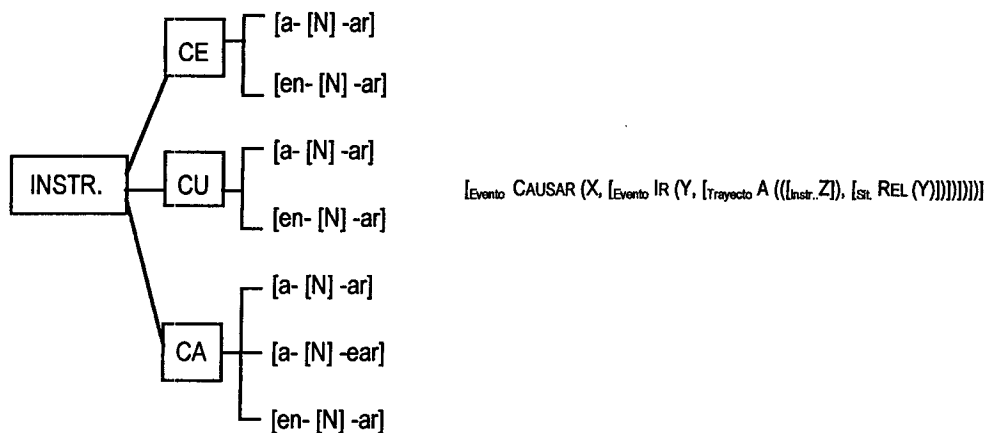 [a- [N] -ar]
CE
[en- [N] -ar]
[a- [N] -ar]
INSTR.
CU
[Evento CAUSAR (X, [Evento IR (Y, [Trayecto A (([Instr..Z]), [Sit. REL (Y)])])])])]
[en- [N] -ar]
[a- [N] -ar]
CA
[a- [N] -ear]
[en- [N] -ar]